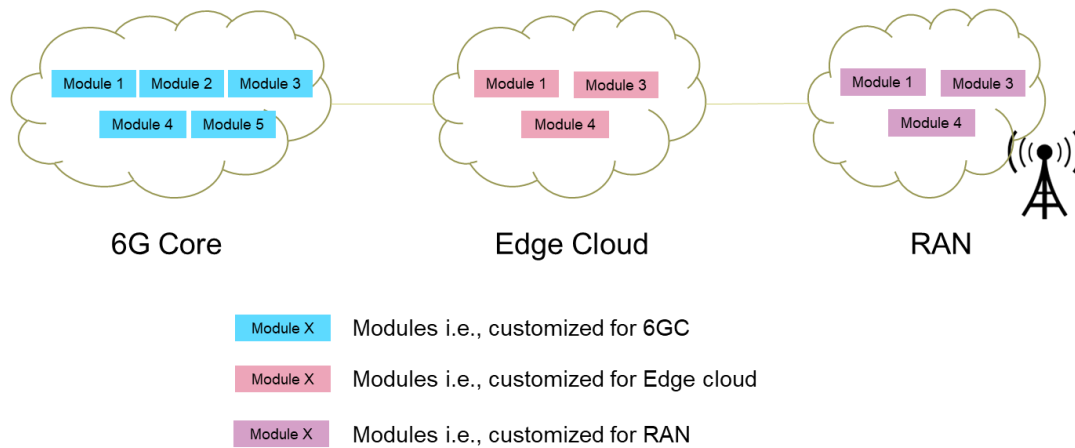 Module 1 Module 2 Module 3
Module 4 Module 5
Module 1 Module 3
Module 4
Module 1 Module 3
Module 4
6G Core
Edge Cloud
RAN
Module X Modules i.e., customized for 6GC
Module X Modules i.e., customized for Edge cloud
Module X Modules i.e., customized for RAN